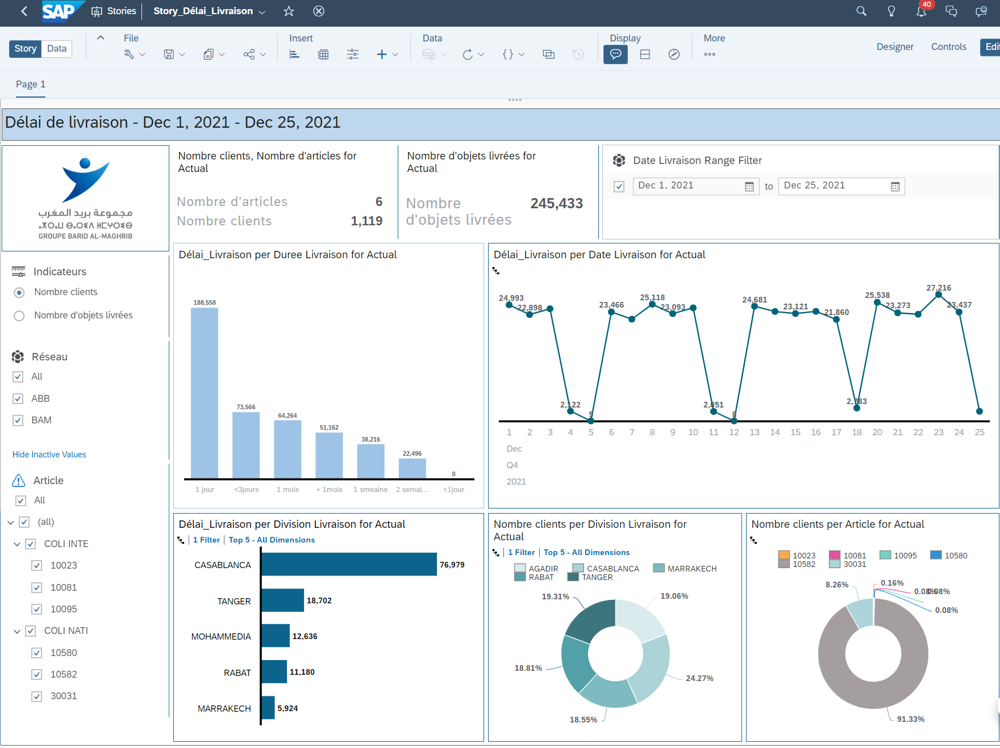 SAP Stories Story_Délai_Livraison 40
Story Data File Insert Data Display More Designer Controls Edi
Page 1
Délai de livraison - Dec 1, 2021 - Dec 25, 2021
مجموعة بريد المغرب
GROUPE BARID AL-MAGHRIB
Nombre clients, Nombre d'articles for
Actual
Nombre d'articles 6
Nombre clients 1,119
Nombre d'objets livrées for
Actual
Nombre 245,433
d'objets livrées
Date Livraison Range Filter
Dec 1, 2021 to Dec 25, 2021
Indicateurs
Nombre clients
Nombre d'objets livrées
Réseau
All
ABB
BAM
Hide Inactive Values
Article
All
(all)
COLI INTE
10023
10081
10095
COLI NATI
10580
10582
30031
Délai_Livraison per Duree Livraison for Actual
188,558
73,566
64,264
51,162
38,216
22,496
0
1 jour <3jours 1 mois + 1mois 1 smeaine 2 semai... <1jour
Délai_Livraison per Date Livraison for Actual
24,993 22,898 2,122 9 23,466 25,118 23,093 2,051 8 24,681 23,121 21,860 2,783 25,538 23,273 27,216 23,437
1 2 3 4 5 6 7 8 9 10 11 12 13 14 15 16 17 18 20 21 22 23 24 25
Dec
Q4
2021
Délai_Livraison per Division Livraison for Actual
1 Filter Top 5 - All Dimensions
CASABLANCA 76,979
TANGER 18,702
MOHAMMEDIA 12,636
RABAT 11,180
MARRAKECH 5,924
Nombre clients per Division Livraison for
Actual
1 Filter Top 5 - All Dimensions
AGADIR CASABLANCA MARRAKECH
RABAT TANGER
19.31% 19.06%
18.81% 24.27%
18.55%
Nombre clients per Article for Actual
10023 10081 10095 10580
10582 30031
8.26% 0.16%
0.08% 0.08%
0.08%
91.33%